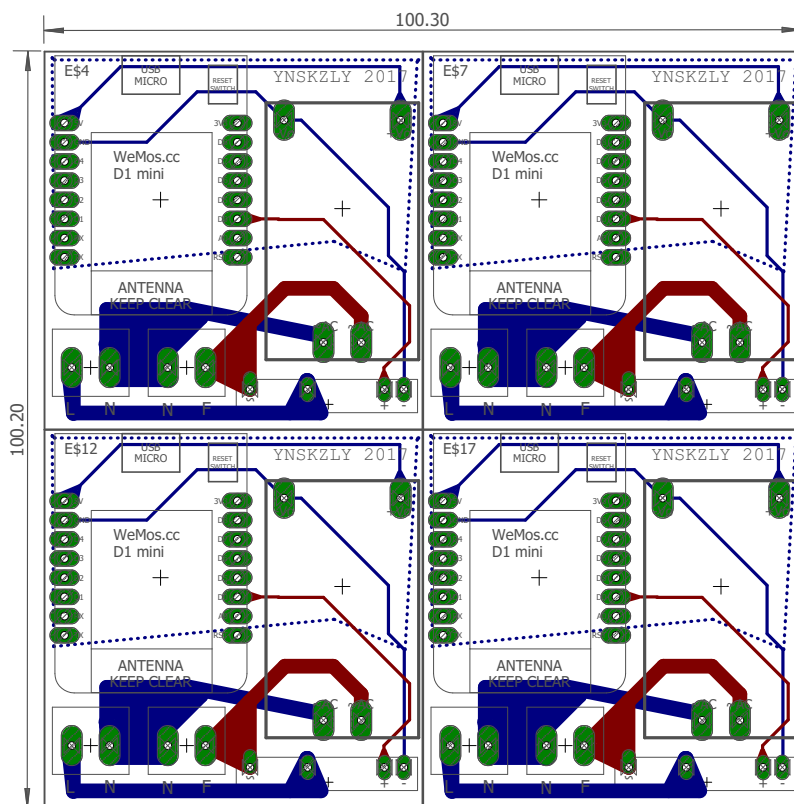 100.30
100.20
E$4
USB
MICRO
RESET
SWITCH
YNSKZLY 2017
WeMos.cc
D1 mini
ANTENNA
KEEP CLEAR
L N N F
+ -
E$7
USB
MICRO
RESET
SWITCH
YNSKZLY 2017
WeMos.cc
D1 mini
ANTENNA
KEEP CLEAR
L N N F
+ -
E$12
USB
MICRO
RESET
SWITCH
YNSKZLY 2017
WeMos.cc
D1 mini
ANTENNA
KEEP CLEAR
L N N F
+ -
E$17
USB
MICRO
RESET
SWITCH
YNSKZLY 2017
WeMos.cc
D1 mini
ANTENNA
KEEP CLEAR
L N N F
+ -